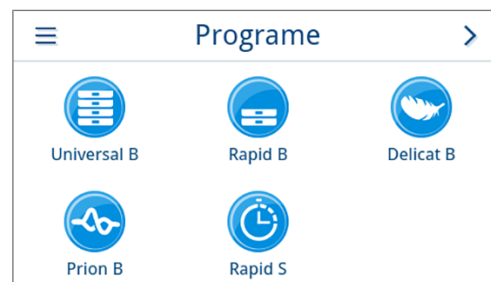 Programe
Universal B
Rapid B
Delicat B
Prion B
Rapid S